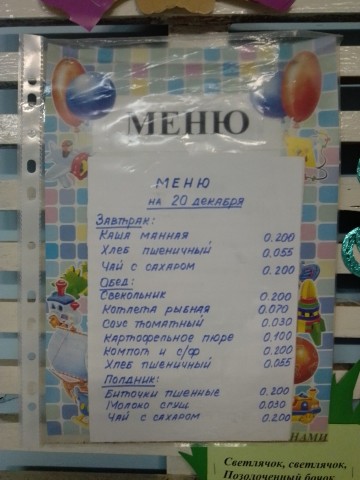 МЕНЮ
МЕНЮ
на 20 декабря
Завтрак:
Каша манная 0.200
Хлеб пшеничный 0.055
Чай с сахаром 0.200
Обед:
Свекольник 0.200
Котлета рыбная 0.070
Соус томатный 0.030
Картофельное пюре 0.100
Компот и с/ф 0.200
Хлеб пшеничный 0.055
Полдник:
Биточки пшенные 0.200
Молоко сгущ. 0.030
Чай с сахаром 0.200
НАМИ
Светлячок, светлячок,
Позолоченный бочок